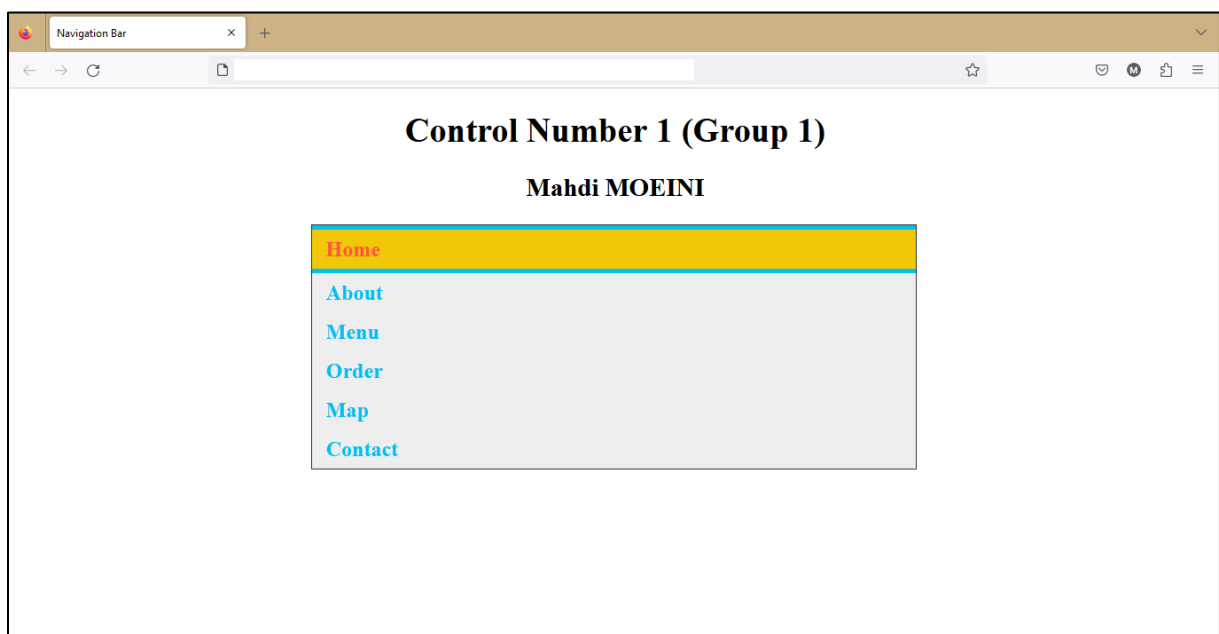 Navigation Bar
M
Control Number 1 (Group 1)
Mahdi MOEINI
Home
About
Menu
Order
Map
Contact